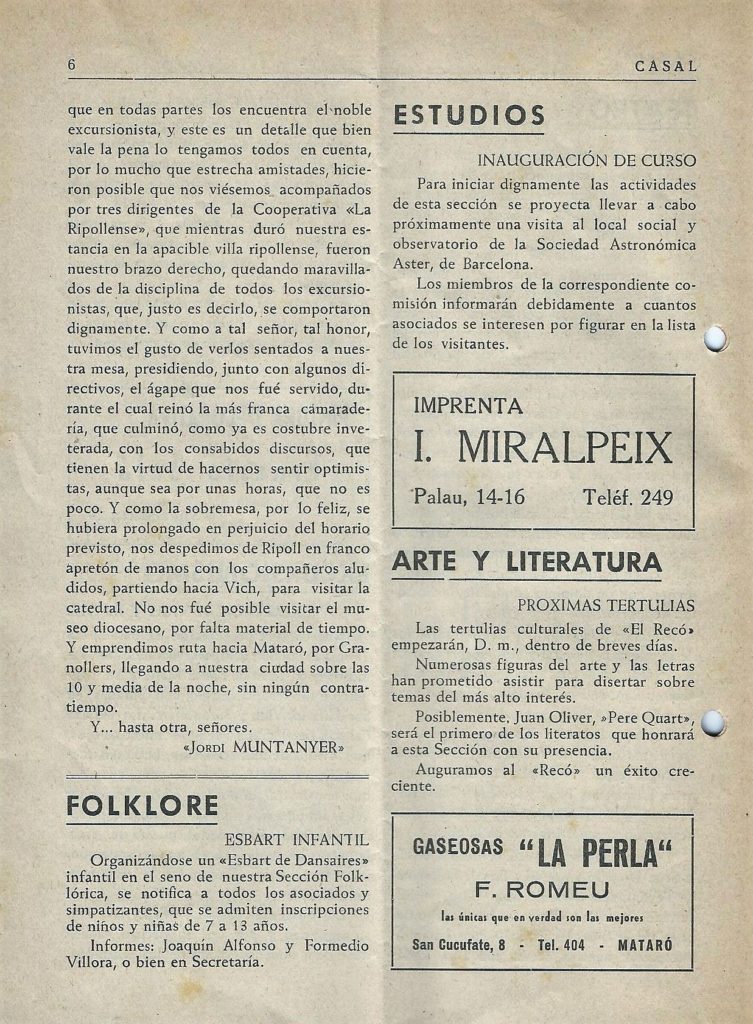 6
CASAL
que en todas partes los encuentra el noble
excursionista, y este es un detalle que bien
vale la pena lo tengamos todos en cuenta,
por lo mucho que estrecha amistades, hicie-
ron posible que nos viésemos acompañados
por tres dirigentes de la Cooperativa «La
Ripollense», que mientras duró nuestra es-
tancia en la apacible villa ripollense, fueron
nuestro brazo derecho, quedando maravilla-
dos de la disciplina de todos los excursio-
nistas, que, justo es decirlo, se comportaron
dignamente. Y como a tal señor, tal honor,
tuvimos el gusto de verlos sentados a nues-
tra mesa, presidiendo, junto con algunos di-
rectivos, el ágape que nos fué servido, du-
rante el cual reinó la más franca camarade-
ría, que culminó, como ya es costubre inve-
terada, con los consabidos discursos, que
tienen la virtud de hacernos sentir optimis-
tas, aunque sea por unas horas, que no es
poco. Y como la sobremesa, por lo feliz, se
hubiera prolongado en perjuicio del horario
previsto, nos despedimos de Ripoll en franco
apretón de manos con los compañeros alu-
didos, partiendo hacia Vich, para visitar la
catedral. No nos fué posible visitar el mu-
seo diocesano, por falta material de tiempo.
Y emprendimos ruta hacia Mataró, por Gra-
nollers, llegando a nuestra ciudad sobre las
10 y media de la noche, sin ningún contra-
tiempo.
Y... hasta otra, señores.
«Jordi MUNTANYER»
FOLKLORE
ESBART INFANTIL
Organizándose un «Esbart de Dansaires»
infantil en el seno de nuestra Sección Folk-
lórica, se notifica a todos los asociados y
simpatizantes, que se admiten inscripciones
de niños y niñas de 7 a 13 años.
Informes: Joaquín Alfonso y Formedio
Villora, o bien en Secretaría.
ESTUDIOS
INAUGURACIÓN DE CURSO
Para iniciar dignamente las actividades
de esta sección se proyecta llevar a cabo
próximamente una visita al local social y
observatorio de la Sociedad Astronómica
Aster, de Barcelona.
Los miembros de la correspondiente co-
misión informarán debidamente a cuantos
asociados se interesen por figurar en la lista
de los visitantes.
IMPRENTA
I. MIRALPEIX
Palau, 14-16 Teléf. 249
ARTE Y LITERATURA
PROXIMAS TERTULIAS
Las tertulias culturales de «El Recó»
empezarán, D. m., dentro de breves días.
Numerosas figuras del arte y las letras
han prometido asistir para disertar sobre
temas del más alto interés.
Posiblemente, Juan Oliver, »Pere Quart»,
será el primero de los literatos que honrará
a esta Sección con su presencia.
Auguramos al «Recó» un éxito cre-
ciente.
GASEOSAS “LA PERLA“
F. ROMEU
las únicas que en verdad son las mejores
San Cucufate, 8 - Tel. 404 - MATARÓ